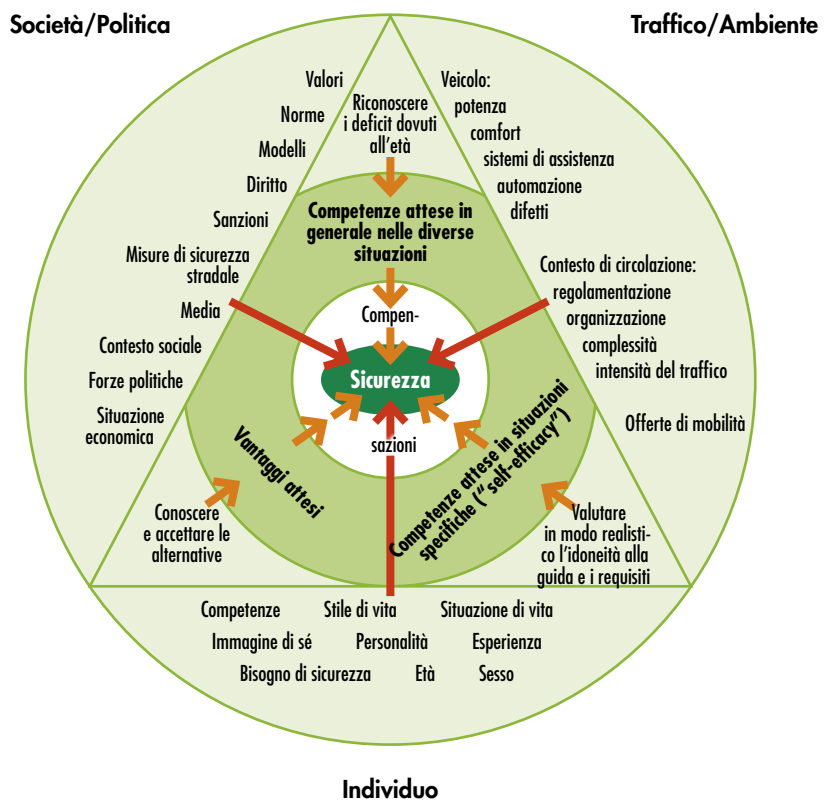 Società/Politica
Traffico/Ambiente
Valori
Norme
Modelli
Diritto
Sanzioni
Misure di sicurezza
stradale
Media
Contesto sociale
Forze politiche
Situazione
economica
Riconoscere
i deficit dovuti
all'età
Veicolo:
potenza
comfort
sistemi di assistenza
automazione
difetti
Contesto di circolazione:
regolamentazione
organizzazione
complessità
intensità del traffico
Offerte di mobilità
Competenze attese in
generale nelle diverse
situazioni
Compen-
Sicurezza
sazioni
Vantaggi attesi
Competenze attese in situazioni
specifiche ("self-efficacy")
Conoscere
e accettare le
alternative
Valutare
in modo realisti-
co l'idoneità alla
guida e i requisiti
Competenze Stile di vita Situazione di vita
Immagine di sé Personalità Esperienza
Bisogno di sicurezza Età Sesso
Individuo